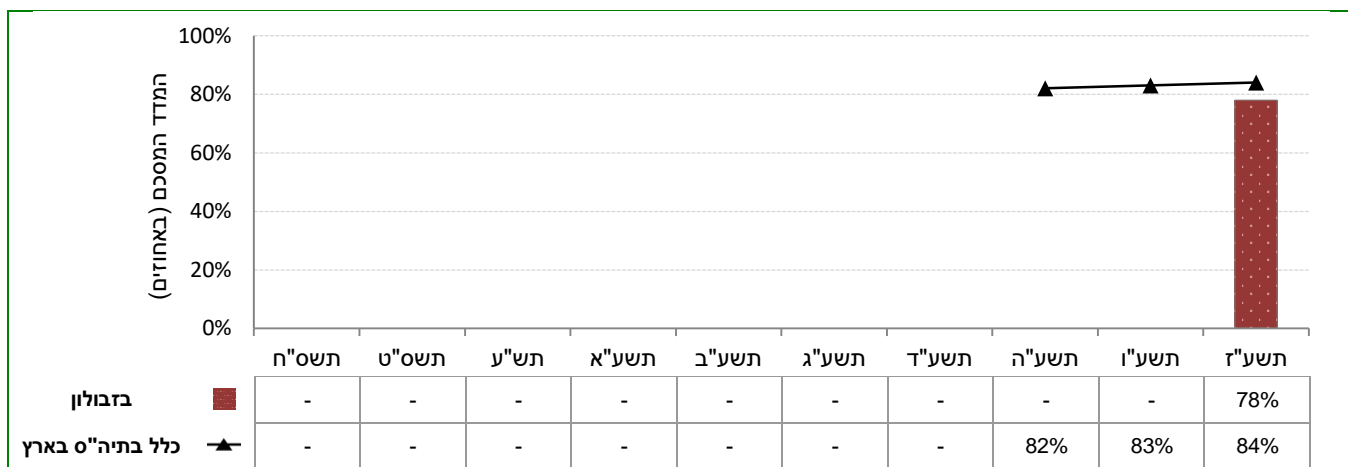 המדד המסכם (באחוזים)
100%
80%
60%
40%
20%
0%
תשס"ח תשס"ט תש"ע תשע"א תשע"ב תשע"ג תשע"ד תשע"ה תשע"ו תשע"ז
בזבולון - - - - - - - - - 78%
כלל בתיה"ס בארץ - - - - - - - 82% 83% 84%